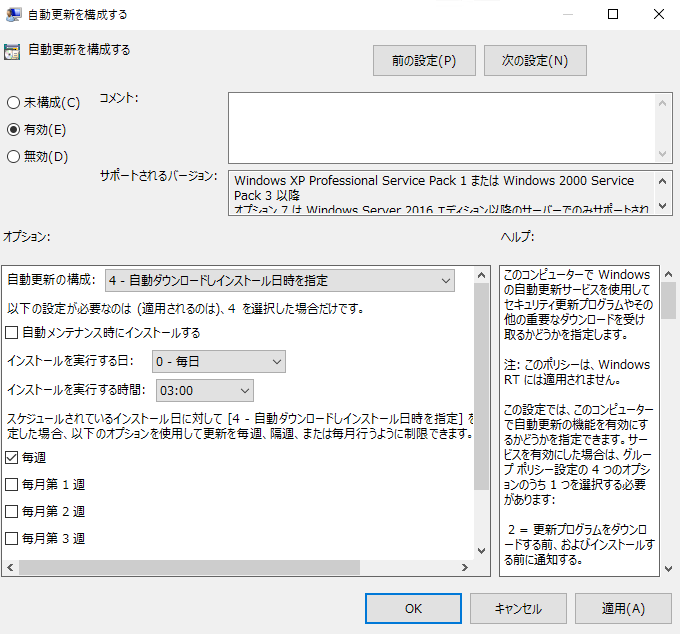 自動更新を構成する
自動更新を構成する
前の設定(P)
次の設定(N)
未構成(C)
有効(E)
無効(D)
コメント:
サポートされるバージョン:
Windows XP Professional Service Pack 1 または Windows 2000 Service
Pack 3 以降
オプション 7 は Windows Server 2016 エディション以降のサーバーでのみサポートされ
オプション:
ヘルプ:
自動更新の構成:
4 - 自動ダウンロードしインストール日時を指定
以下の設定が必要なのは (適用されるのは)、4 を選択した場合だけです。
自動メンテナンス時にインストールする
インストールを実行する日:
0 - 毎日
インストールを実行する時間:
03:00
スケジュールされているインストール日に対して [4 - 自動ダウンロードしインストール日時を指定] を
定した場合、以下のオプションを使用して更新を毎週、隔週、または毎月行うように制限できます。
毎週
毎月第 1 週
毎月第 2 週
毎月第 3 週
このコンピューターで Windows
の自動更新サービスを使用して
セキュリティ更新プログラムやその
他の重要なダウンロードを受け
取るかどうかを指定します。
注: このポリシーは、Windows
RT には適用されません。
この設定では、このコンピューター
で自動更新の機能を有効にす
るかどうかを指定できます。サー
ビスを有効にした場合は、グルー
プ ポリシー設定の 4 つのオプショ
ンのうち 1 つを選択する必要
があります:
2 = 更新プログラムをダウンロ
ードする前、およびインストールす
る前に通知する。
OK
キャンセル
適用(A)